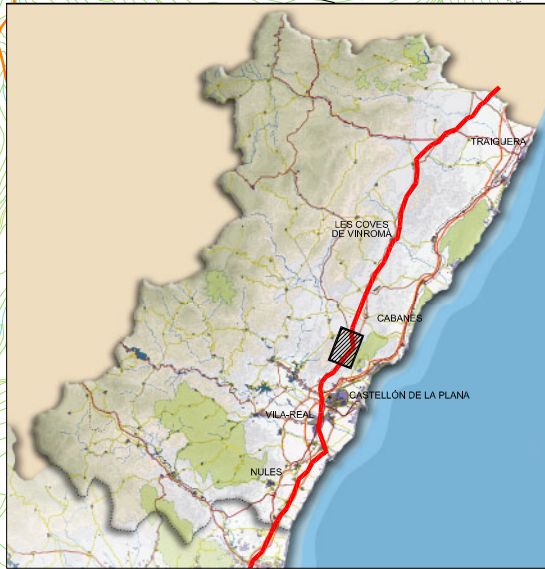 TRAIGUERA
LES COVES
DE VINROMÀ
CABANES
CASTELLÓN DE LA PLANA
VILA-REAL
NULES